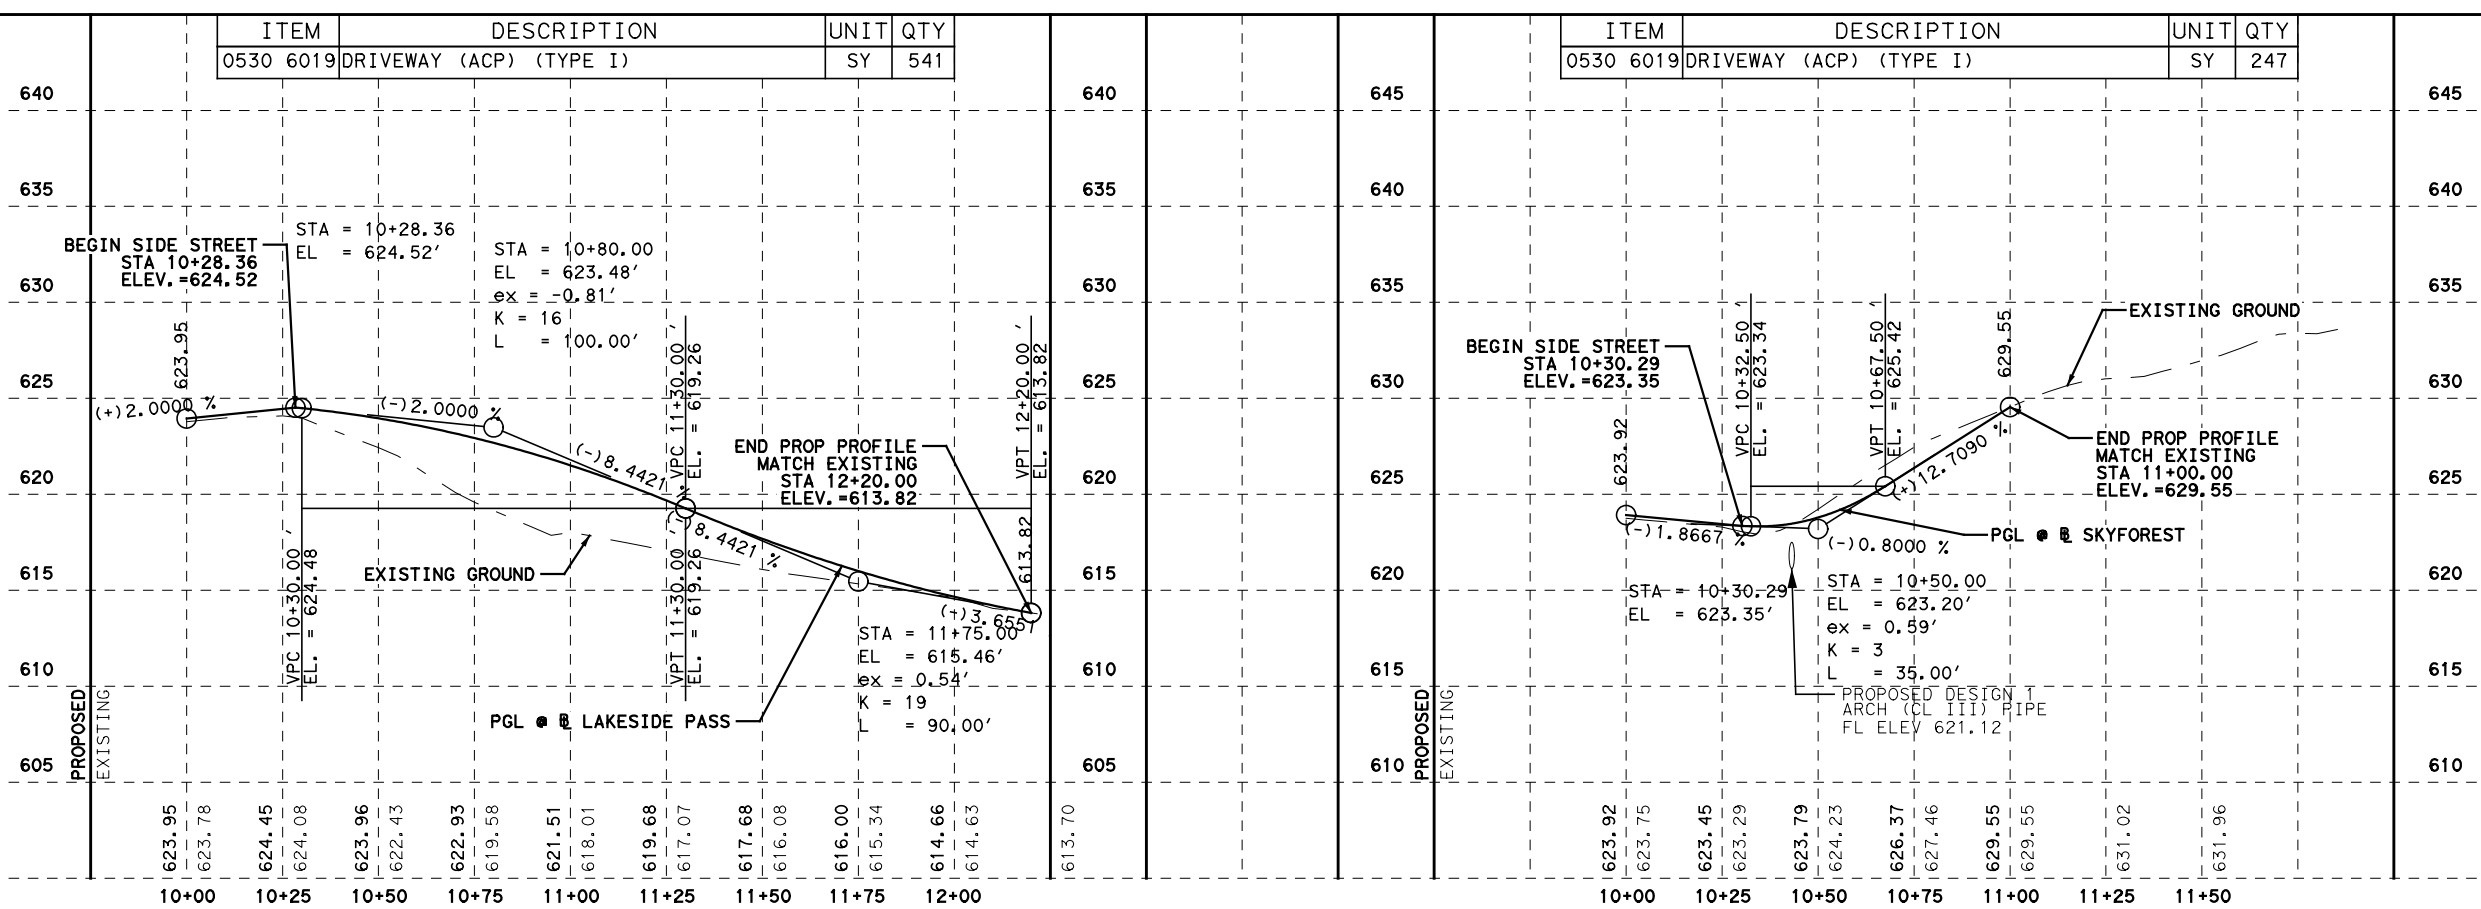 ITEM DESCRIPTION UNIT QTY
0530 6019 DRIVEWAY (ACP) (TYPE I) SY 541
640
635
630
625
620
615
610
605
STA = 10+28.36
EL = 624.52'
BEGIN SIDE STREET
STA 10+28.36
ELEV.=624.52
STA = 10+80.00
EL = 623.48'
ex = -0.81'
K = 16
L = 100.00'
623.95
(+)2.0000 %
(-)2.0000 %
(-)8.4421 %
VPC 11+30.00 '
EL. = 619.26
VPT 12+20.00 '
EL. = 613.82
END PROP PROFILE
MATCH EXISTING
STA 12+20.00
ELEV.=613.82
(-)8.4421 %
613.82
EXISTING GROUND
VPC 10+30.00 '
EL. = 624.48
VPT 11+30.00 '
EL. = 619.26
(+)3.655
STA = 11+75.00
EL = 615.46'
ex = 0.54'
K = 19
L = 90.00'
PGL @ BL LAKESIDE PASS
PROPOSED
EXISTING
640
635
630
625
620
615
610
605
623.95
623.78
624.45
624.08
623.96
622.43
622.93
619.58
621.51
618.01
619.68
617.07
617.68
616.08
616.00
615.34
614.66
614.63
613.70
10+00 10+25 10+50 10+75 11+00 11+25 11+50 11+75 12+00
ITEM DESCRIPTION UNIT QTY
0530 6019 DRIVEWAY (ACP) (TYPE I) SY 247
645
640
635
630
625
620
615
610
BEGIN SIDE STREET
STA 10+30.29
ELEV.=623.35
VPC 10+32.50 '
EL. = 623.34
VPT 10+67.50 '
EL. = 625.42
629.55
EXISTING GROUND
623.92
(-)1.8667 %
(-)0.8000 %
(+)12.7090 %
END PROP PROFILE
MATCH EXISTING
STA 11+00.00
ELEV.=629.55
PGL @ BL SKYFOREST
STA = 10+30.29
EL = 623.35'
STA = 10+50.00
EL = 623.20'
ex = 0.59'
K = 3
L = 35.00'
PROPOSED DESIGN 1
ARCH (CL III) PIPE
FL ELEV 621.12
PROPOSED
EXISTING
645
640
635
630
625
620
615
610
623.92
623.75
623.45
623.29
623.79
624.23
626.37
627.46
629.55
629.55
631.02
631.96
10+00 10+25 10+50 10+75 11+00 11+25 11+50